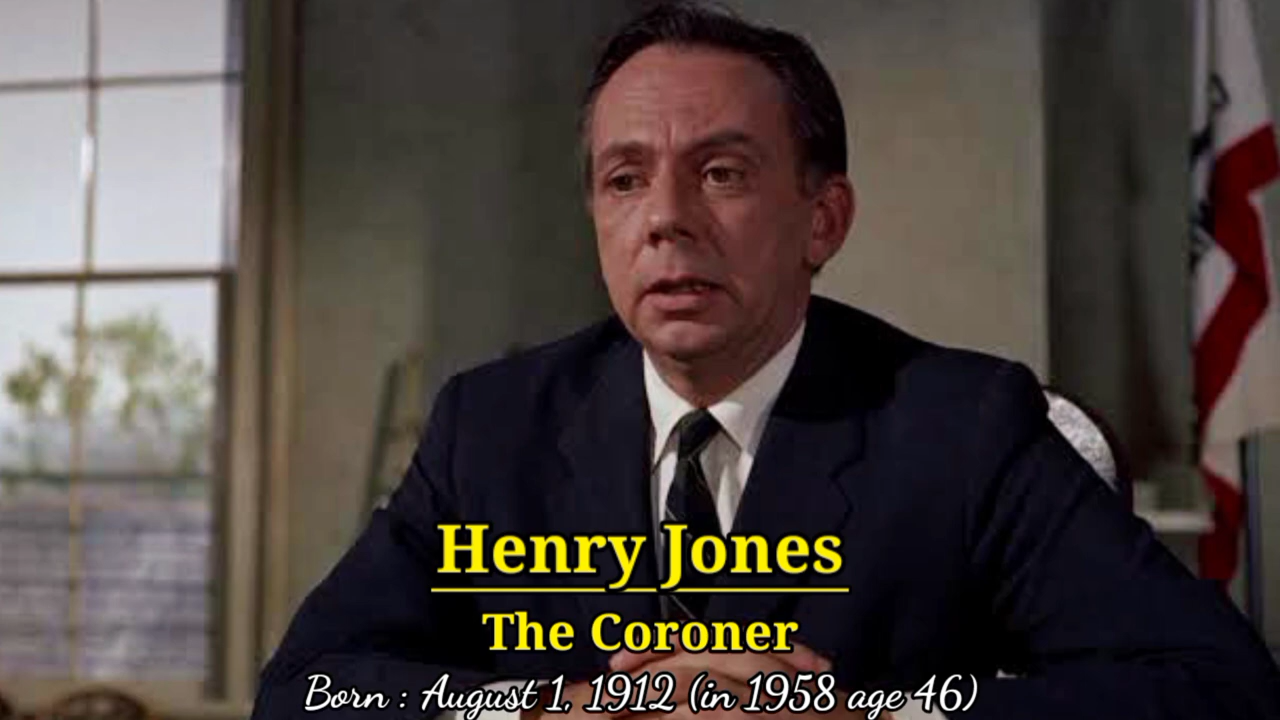 Henry Jones
The Coroner
Born : August 1, 1912 (in 1958 age 46)